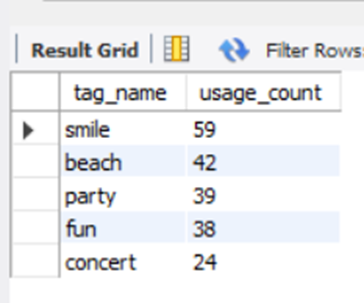 Result Grid Filter Rows:
tag_name usage_count
smile 59
beach 42
party 39
fun 38
concert 24